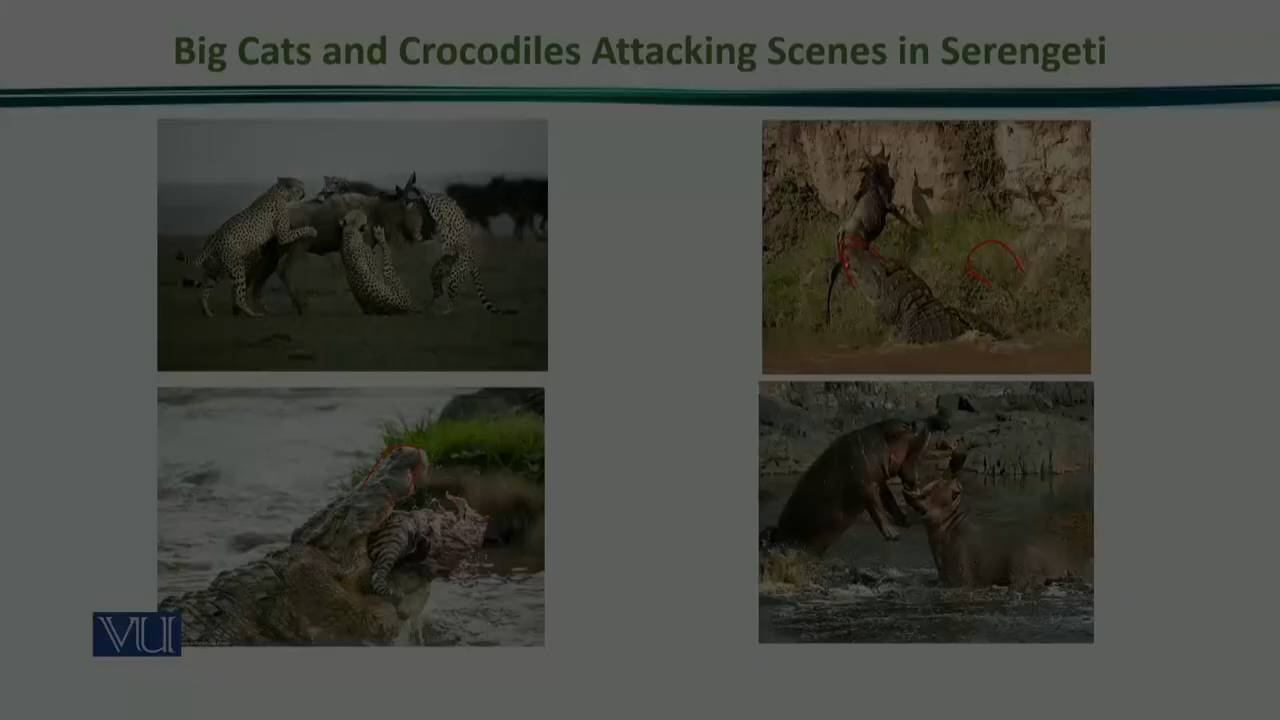 Big Cats and Crocodiles Attacking Scenes in Serengeti
VU